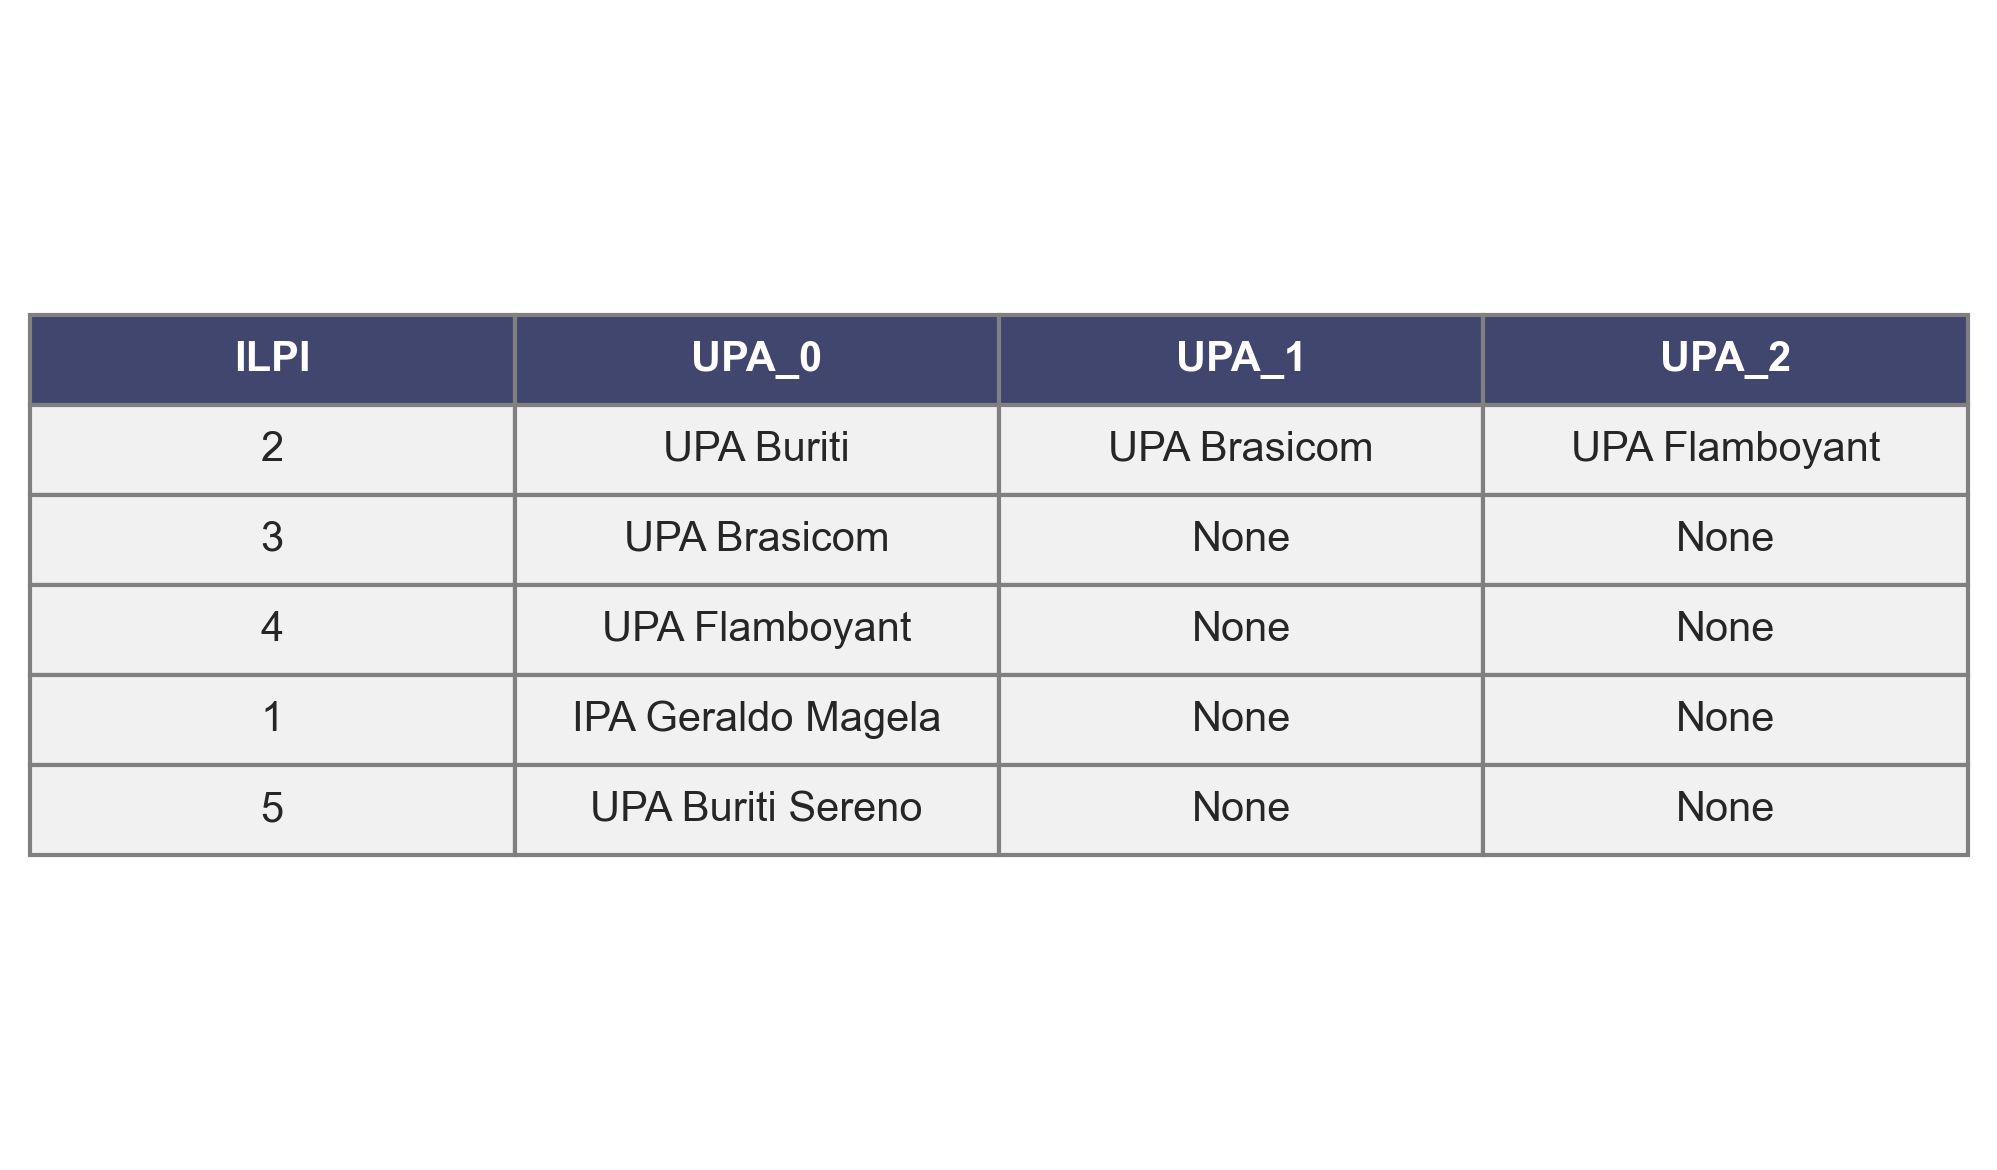 ILPI UPA_0 UPA_1 UPA_2
2 UPA Buriti UPA Brasicom UPA Flamboyant
3 UPA Brasicom None None
4 UPA Flamboyant None None
1 IPA Geraldo Magela None None
5 UPA Buriti Sereno None None